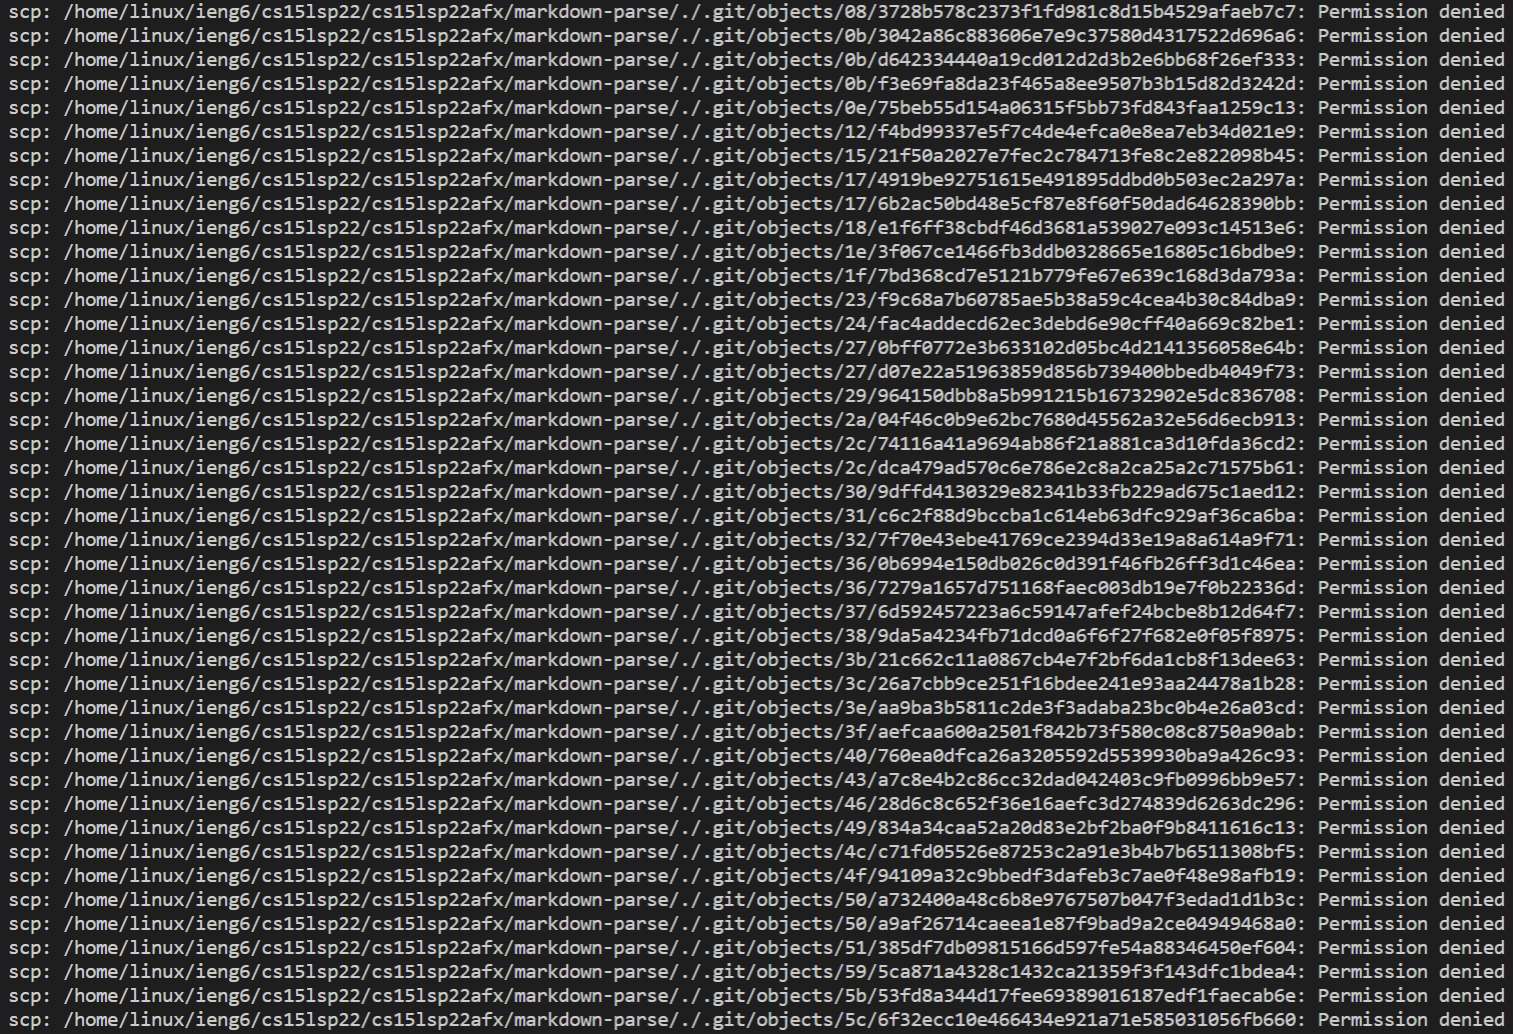 scp: /home/linux/ieng6/cs15lsp22/cs15lsp22afx/markdown-parse/./.git/objects/08/3728b578c2373f1fd981c8d15b4529afaeb7c7: Permission denied
scp: /home/linux/ieng6/cs15lsp22/cs15lsp22afx/markdown-parse/./.git/objects/0b/3042a86c883606e7e9c37580d4317522d696a6: Permission denied
scp: /home/linux/ieng6/cs15lsp22/cs15lsp22afx/markdown-parse/./.git/objects/0b/d642334440a19cd012d2d3b2e6bb68f26ef333: Permission denied
scp: /home/linux/ieng6/cs15lsp22/cs15lsp22afx/markdown-parse/./.git/objects/0b/f3e69fa8da23f465a8ee9507b3b15d82d3242d: Permission denied
scp: /home/linux/ieng6/cs15lsp22/cs15lsp22afx/markdown-parse/./.git/objects/0e/75beb55d154a06315f5bb73fd843faa1259c13: Permission denied
scp: /home/linux/ieng6/cs15lsp22/cs15lsp22afx/markdown-parse/./.git/objects/12/f4bd99337e5f7c4de4efca0e8ea7eb34d021e9: Permission denied
scp: /home/linux/ieng6/cs15lsp22/cs15lsp22afx/markdown-parse/./.git/objects/15/21f50a2027e7fec2c784713fe8c2e822098b45: Permission denied
scp: /home/linux/ieng6/cs15lsp22/cs15lsp22afx/markdown-parse/./.git/objects/17/4919be92751615e491895ddbd0b503ec2a297a: Permission denied
scp: /home/linux/ieng6/cs15lsp22/cs15lsp22afx/markdown-parse/./.git/objects/17/6b2ac50bd48e5cf87e8f60f50dad64628390bb: Permission denied
scp: /home/linux/ieng6/cs15lsp22/cs15lsp22afx/markdown-parse/./.git/objects/18/e1f6ff38cbdf46d3681a539027e093c14513e6: Permission denied
scp: /home/linux/ieng6/cs15lsp22/cs15lsp22afx/markdown-parse/./.git/objects/1e/3f067ce1466fb3ddb0328665e16805c16bdbe9: Permission denied
scp: /home/linux/ieng6/cs15lsp22/cs15lsp22afx/markdown-parse/./.git/objects/1f/7bd368cd7e5121b779fe67e639c168d3da793a: Permission denied
scp: /home/linux/ieng6/cs15lsp22/cs15lsp22afx/markdown-parse/./.git/objects/23/f9c68a7b60785ae5b38a59c4cea4b30c84dba9: Permission denied
scp: /home/linux/ieng6/cs15lsp22/cs15lsp22afx/markdown-parse/./.git/objects/24/fac4addecd62ec3debd6e90cff40a669c82be1: Permission denied
scp: /home/linux/ieng6/cs15lsp22/cs15lsp22afx/markdown-parse/./.git/objects/27/0bff0772e3b633102d05bc4d2141356058e64b: Permission denied
scp: /home/linux/ieng6/cs15lsp22/cs15lsp22afx/markdown-parse/./.git/objects/27/d07e22a51963859d856b739400bbedb4049f73: Permission denied
scp: /home/linux/ieng6/cs15lsp22/cs15lsp22afx/markdown-parse/./.git/objects/29/964150dbb8a5b991215b16732902e5dc836708: Permission denied
scp: /home/linux/ieng6/cs15lsp22/cs15lsp22afx/markdown-parse/./.git/objects/2a/04f46c0b9e62bc7680d45562a32e56d6ecb913: Permission denied
scp: /home/linux/ieng6/cs15lsp22/cs15lsp22afx/markdown-parse/./.git/objects/2c/74116a41a9694ab86f21a881ca3d10fda36cd2: Permission denied
scp: /home/linux/ieng6/cs15lsp22/cs15lsp22afx/markdown-parse/./.git/objects/2c/dca479ad570c6e786e2c8a2ca25a2c71575b61: Permission denied
scp: /home/linux/ieng6/cs15lsp22/cs15lsp22afx/markdown-parse/./.git/objects/30/9dffd4130329e82341b33fb229ad675c1aed12: Permission denied
scp: /home/linux/ieng6/cs15lsp22/cs15lsp22afx/markdown-parse/./.git/objects/31/c6c2f88d9bccba1c614eb63dfc929af36ca6ba: Permission denied
scp: /home/linux/ieng6/cs15lsp22/cs15lsp22afx/markdown-parse/./.git/objects/32/7f70e43ebe41769ce2394d33e19a8a614a9f71: Permission denied
scp: /home/linux/ieng6/cs15lsp22/cs15lsp22afx/markdown-parse/./.git/objects/36/0b6994e150db026c0d391f46fb26ff3d1c46ea: Permission denied
scp: /home/linux/ieng6/cs15lsp22/cs15lsp22afx/markdown-parse/./.git/objects/36/7279a1657d751168faec003db19e7f0b22336d: Permission denied
scp: /home/linux/ieng6/cs15lsp22/cs15lsp22afx/markdown-parse/./.git/objects/37/6d592457223a6c59147afef24bcbe8b12d64f7: Permission denied
scp: /home/linux/ieng6/cs15lsp22/cs15lsp22afx/markdown-parse/./.git/objects/38/9da5a4234fb71dcd0a6f6f27f682e0f05f8975: Permission denied
scp: /home/linux/ieng6/cs15lsp22/cs15lsp22afx/markdown-parse/./.git/objects/3b/21c662c11a0867cb4e7f2bf6da1cb8f13dee63: Permission denied
scp: /home/linux/ieng6/cs15lsp22/cs15lsp22afx/markdown-parse/./.git/objects/3c/26a7cbb9ce251f16bdee241e93aa24478a1b28: Permission denied
scp: /home/linux/ieng6/cs15lsp22/cs15lsp22afx/markdown-parse/./.git/objects/3e/aa9ba3b5811c2de3f3adaba23bc0b4e26a03cd: Permission denied
scp: /home/linux/ieng6/cs15lsp22/cs15lsp22afx/markdown-parse/./.git/objects/3f/aefcaa600a2501f842b73f580c08c8750a90ab: Permission denied
scp: /home/linux/ieng6/cs15lsp22/cs15lsp22afx/markdown-parse/./.git/objects/40/760ea0dfca26a3205592d5539930ba9a426c93: Permission denied
scp: /home/linux/ieng6/cs15lsp22/cs15lsp22afx/markdown-parse/./.git/objects/43/a7c8e4b2c86cc32dad042403c9fb0996bb9e57: Permission denied
scp: /home/linux/ieng6/cs15lsp22/cs15lsp22afx/markdown-parse/./.git/objects/46/28d6c8c652f36e16aefc3d274839d6263dc296: Permission denied
scp: /home/linux/ieng6/cs15lsp22/cs15lsp22afx/markdown-parse/./.git/objects/49/834a34caa52a20d83e2bf2ba0f9b8411616c13: Permission denied
scp: /home/linux/ieng6/cs15lsp22/cs15lsp22afx/markdown-parse/./.git/objects/4c/c71fd05526e87253c2a91e3b4b7b6511308bf5: Permission denied
scp: /home/linux/ieng6/cs15lsp22/cs15lsp22afx/markdown-parse/./.git/objects/4f/94109a32c9bbedf3dafeb3c7ae0f48e98afb19: Permission denied
scp: /home/linux/ieng6/cs15lsp22/cs15lsp22afx/markdown-parse/./.git/objects/50/a732400a48c6b8e9767507b047f3edad1d1b3c: Permission denied
scp: /home/linux/ieng6/cs15lsp22/cs15lsp22afx/markdown-parse/./.git/objects/50/a9af26714caeea1e87f9bad9a2ce04949468a0: Permission denied
scp: /home/linux/ieng6/cs15lsp22/cs15lsp22afx/markdown-parse/./.git/objects/51/385df7db09815166d597fe54a88346450ef604: Permission denied
scp: /home/linux/ieng6/cs15lsp22/cs15lsp22afx/markdown-parse/./.git/objects/59/5ca871a4328c1432ca21359f3f143dfc1bdea4: Permission denied
scp: /home/linux/ieng6/cs15lsp22/cs15lsp22afx/markdown-parse/./.git/objects/5b/53fd8a344d17fee69389016187edf1faecab6e: Permission denied
scp: /home/linux/ieng6/cs15lsp22/cs15lsp22afx/markdown-parse/./.git/objects/5c/6f32ecc10e466434e921a71e585031056fb660: Permission denied